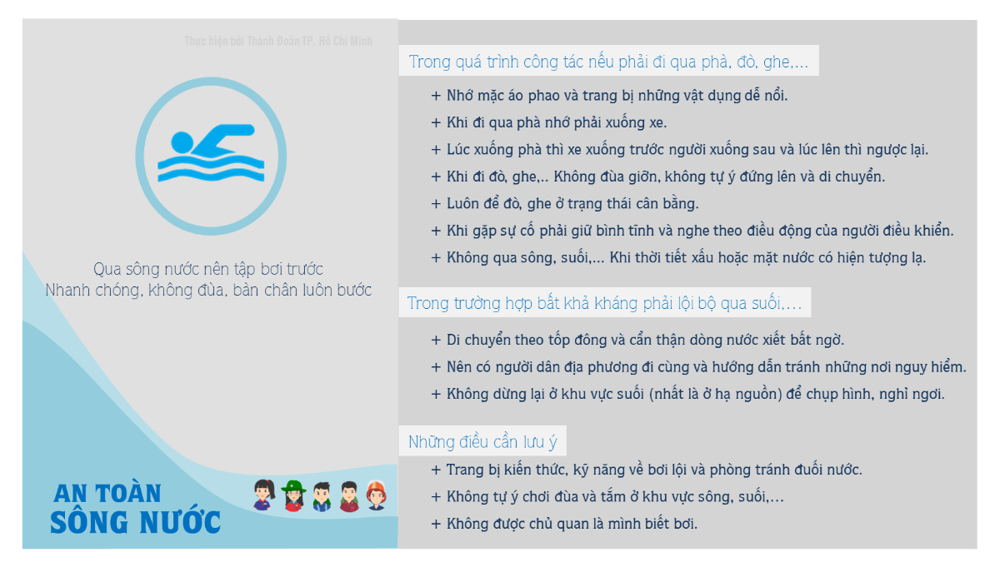 Thực hiện bởi Thành Đoàn TP. Hồ Chí Minh
Qua sông nước nên tập bơi trước
Nhanh chóng, không đùa, bàn chân luôn bước
AN TOÀN
SÔNG NƯỚC
Trong quá trình công tác nếu phải đi qua phà, đò, ghe,...
+ Nhớ mặc áo phao và trang bị những vật dụng dễ nổi.
+ Khi đi qua phà nhớ phải xuống xe.
+ Lúc xuống phà thì xe xuống trước người xuống sau và lúc lên thì ngược lại.
+ Khi đi đò, ghe,.. Không đùa giỡn, không tự ý đứng lên và di chuyển.
+ Luôn để đò, ghe ở trạng thái cân bằng.
+ Khi gặp sự cố phải giữ bình tĩnh và nghe theo điều động của người điều khiển.
+ Không qua sông, suối,... Khi thời tiết xấu hoặc mặt nước có hiện tượng lạ.
Trong trường hợp bất khả kháng phải lội bộ qua suối,...
+ Di chuyển theo tốp đông và cẩn thận dòng nước xiết bất ngờ.
+ Nên có người dân địa phương đi cùng và hướng dẫn tránh những nơi nguy hiểm.
+ Không dừng lại ở khu vực suối (nhất là ở hạ nguồn) để chụp hình, nghỉ ngơi.
Những điều cần lưu ý
+ Trang bị kiến thức, kỹ năng về bơi lội và phòng tránh đuối nước.
+ Không tự ý chơi đùa và tắm ở khu vực sông, suối,...
+ Không được chủ quan là mình biết bơi.